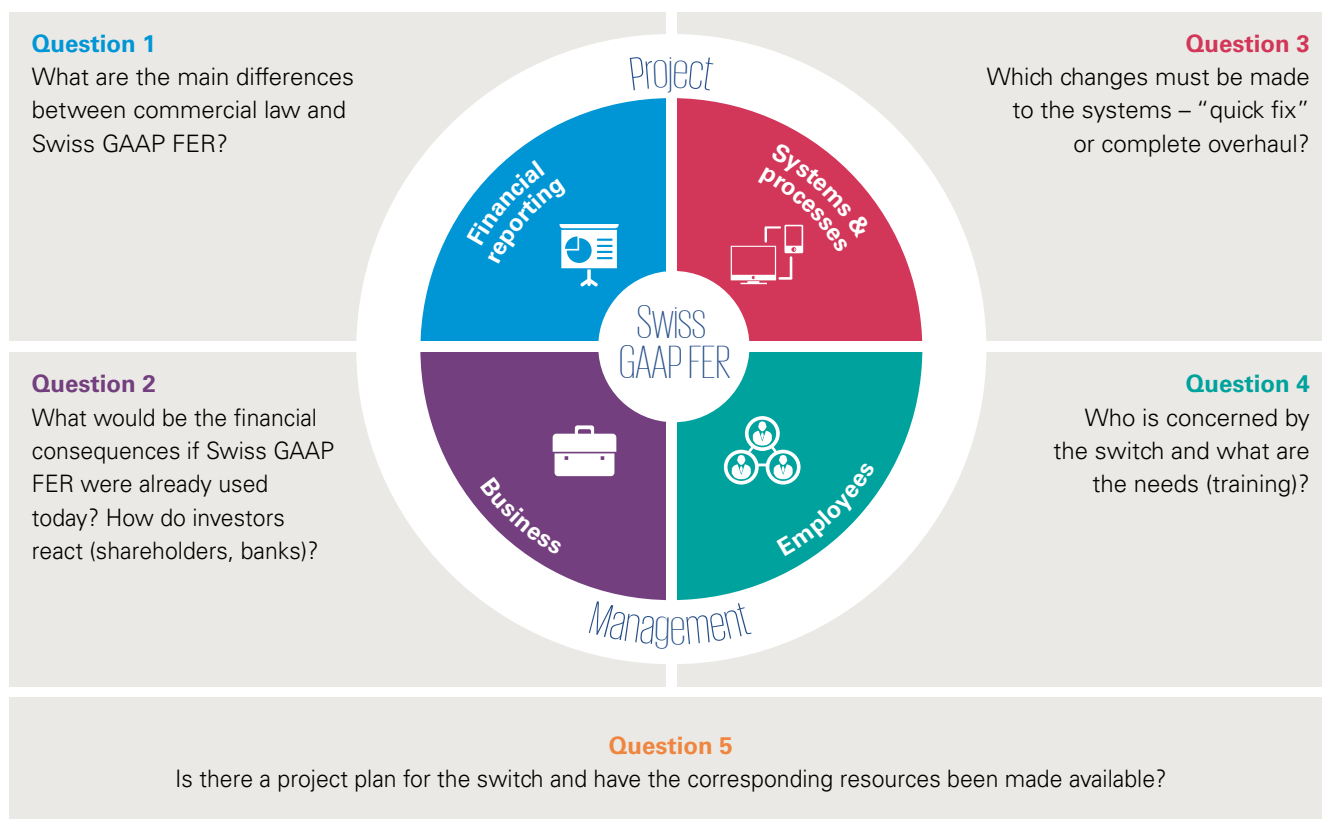 Question 1
What are the main differences
between commercial law and
Swiss GAAP FER?
Question 3
Which changes must be made
to the systems – “quick fix”
or complete overhaul?
Project
Financial
reporting
Systems &
processes
Swiss
GAAP FER
Business
Employees
Management
Question 2
What would be the financial
consequences if Swiss GAAP
FER were already used
today? How do investors
react (shareholders, banks)?
Question 4
Who is concerned by
the switch and what are
the needs (training)?
Question 5
Is there a project plan for the switch and have the corresponding resources been made available?